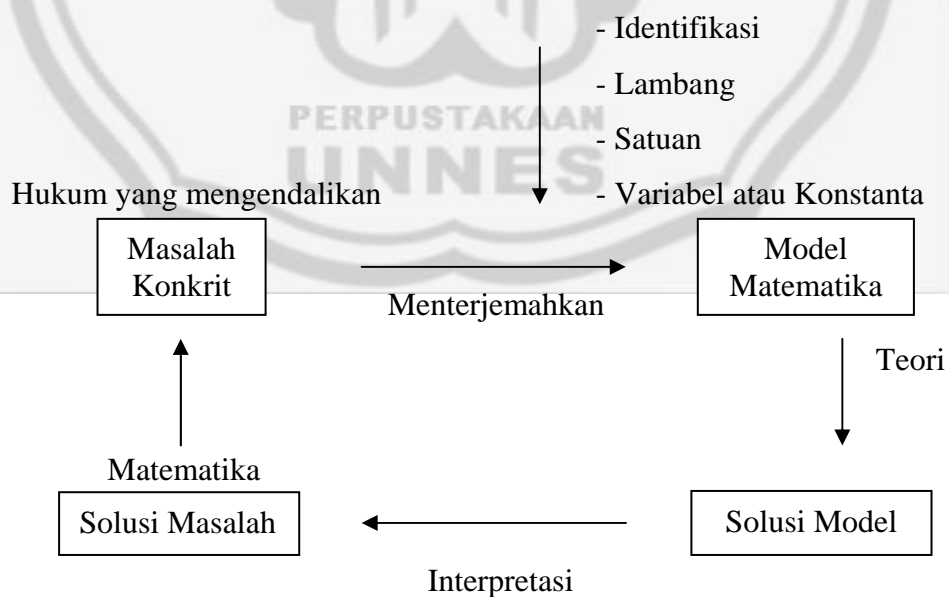 - Identifikasi
- Lambang
PERPUSTAKAAN
- Satuan
UNNES
Hukum yang mengendalikan
- Variabel atau Konstanta
Masalah
Konkrit
Menterjemahkan
Model
Matematika
Teori
Matematika
Solusi Masalah
Solusi Model
Interpretasi